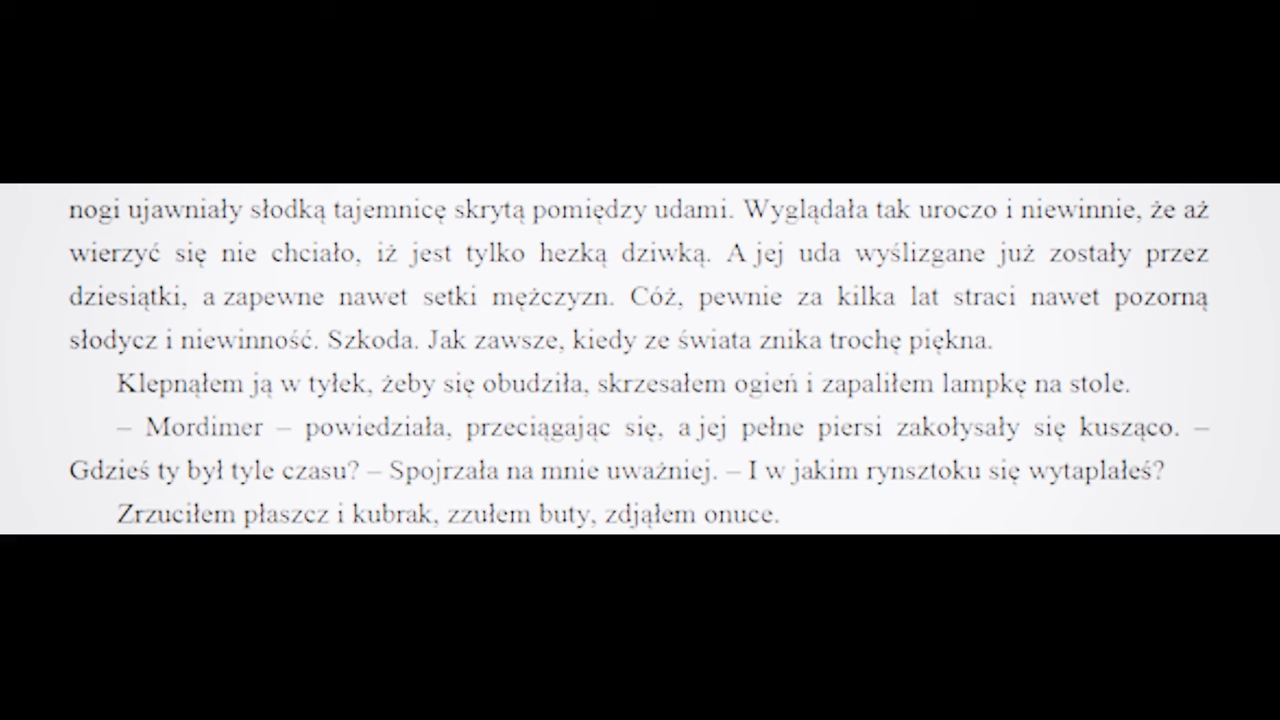 nogi ujawniały słodką tajemnicę skrytą pomiędzy udami. Wyglądała tak uroczo i niewinnie, że aż
wierzyć się nie chciało, iż jest tylko hezką dziwką. A jej uda wyślizgane już zostały przez
dziesiątki, a zapewne nawet setki mężczyzn. Cóż, pewnie za kilka lat straci nawet pozorną
słodycz i niewinność. Szkoda. Jak zawsze, kiedy ze świata znika trochę piękna.
Klepnąłem ją w tyłek, żeby się obudziła, skrzesałem ogień i zapaliłem lampkę na stole.
– Mordimer – powiedziała, przeciągając się, a jej pełne piersi zakołysały się kusząco. –
Gdzieś ty był tyle czasu? – Spojrzała na mnie uważniej. – I w jakim rynsztoku się wytaplałeś?
Zrzuciłem płaszcz i kubrak, zzułem buty, zdjąłem onuce.